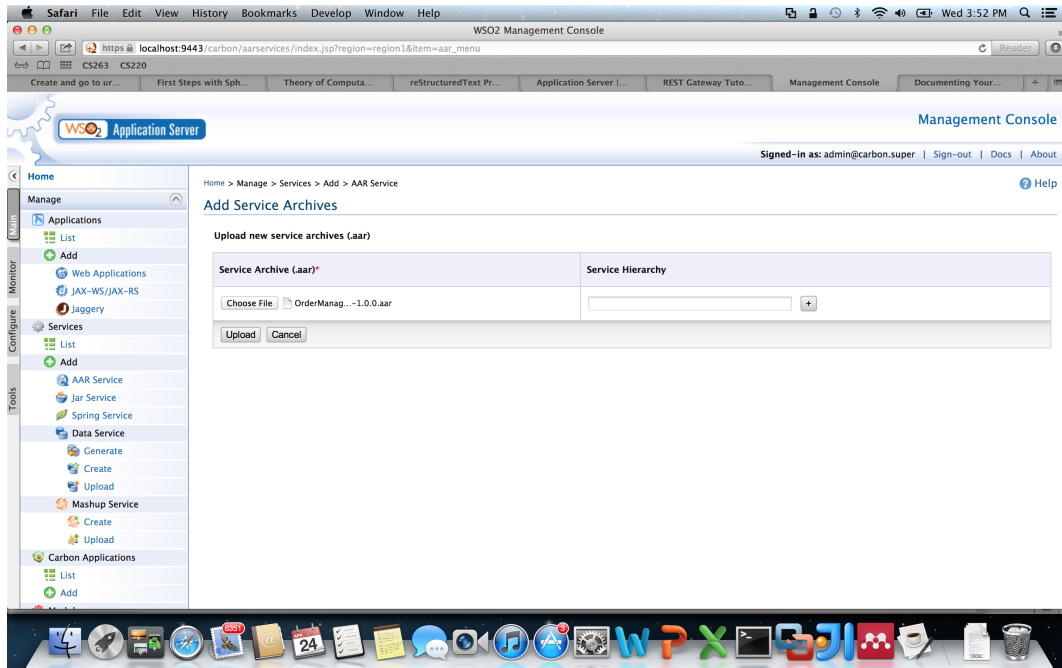 Safari File Edit View History Bookmarks Develop Window Help Wed 3:52 PM
WSO2 Management Console
https localhost:9443/carbon/aarservices/index.jsp?region=region1&item=aar_menu Reader
CS263 CS220
Create and go to ur... First Steps with Sph... Theory of Computa... reStructuredText Pr... Application Server |... REST Gateway Tuto... Management Console Documenting Your...
WSO2 Application Server
Management Console
Signed-in as: admin@carbon.super | Sign-out | Docs | About
Main
Monitor
Configure
Tools
Home
Manage
Applications
List
Add
Web Applications
JAX-WS/JAX-RS
Jaggery
Services
List
Add
AAR Service
Jar Service
Spring Service
Data Service
Generate
Create
Upload
Mashup Service
Create
Upload
Carbon Applications
List
Add
Home > Manage > Services > Add > AAR Service
Help
Add Service Archives
Upload new service archives (.aar)
Service Archive (.aar)* Service Hierarchy
Choose File OrderManag...-1.0.0.aar +
Upload Cancel
6351
APR
24
3
DOC